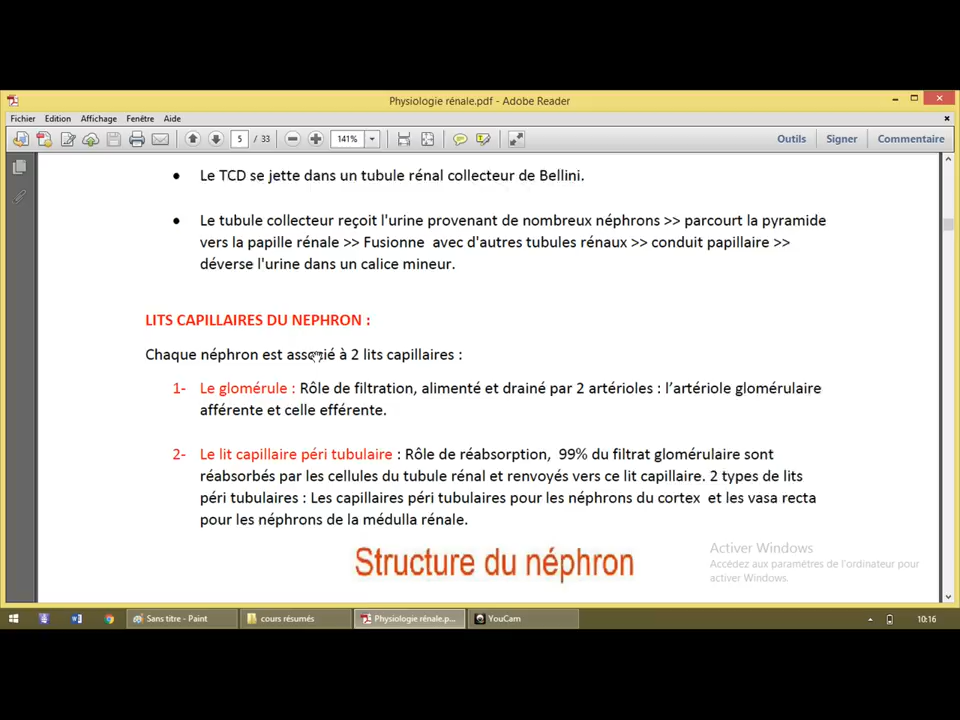 Physiologie rénale.pdf - Adobe Reader
Fichier Edition Affichage Fenêtre Aide
5 / 33 141% Outils Signer Commentaire
• Le TCD se jette dans un tubule rénal collecteur de Bellini.
• Le tubule collecteur reçoit l'urine provenant de nombreux néphrons >> parcourt la pyramide
vers la papille rénale >> Fusionne avec d'autres tubules rénaux >> conduit papillaire >>
déverse l'urine dans un calice mineur.
LITS CAPILLAIRES DU NEPHRON :
Chaque néphron est associé à 2 lits capillaires :
1- Le glomérule : Rôle de filtration, alimenté et drainé par 2 artérioles : l'artériole glomérulaire
afférente et celle efférente.
2- Le lit capillaire péri tubulaire : Rôle de réabsorption, 99% du filtrat glomérulaire sont
réabsorbés par les cellules du tubule rénal et renvoyés vers ce lit capillaire. 2 types de lits
péri tubulaires : Les capillaires péri tubulaires pour les néphrons du cortex et les vasa recta
pour les néphrons de la médulla rénale.
Structure du néphron
Activer Windows
Accédez aux paramètres de l'ordinateur pour
activer Windows.
Sans titre - Paint cours résumés Physiologie rénale.p... YouCam 10:16